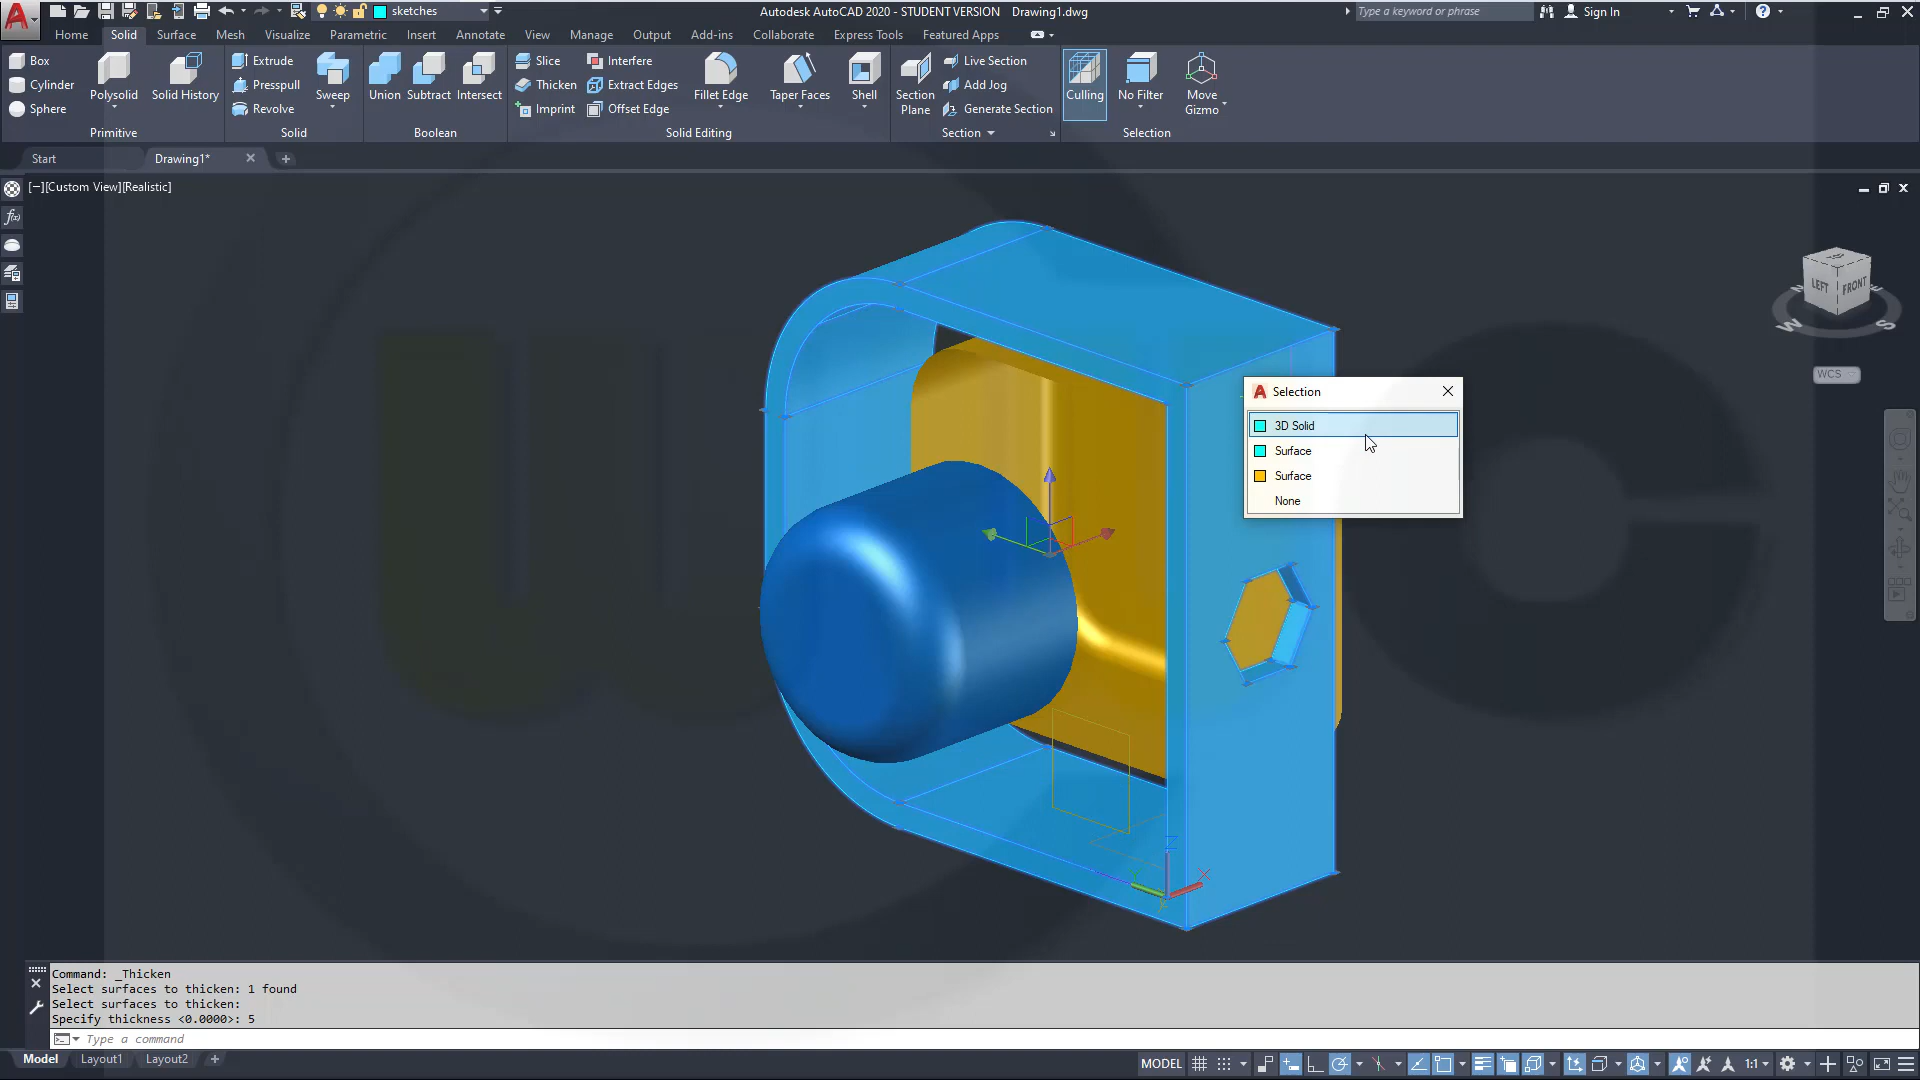 sketches
Autodesk AutoCAD 2020 - STUDENT VERSION Drawing1.dwg
Type a keyword or phrase
Sign In
Home Solid Surface Mesh Visualize Parametric Insert Annotate View Manage Output Add-ins Collaborate Express Tools Featured Apps
Box
Cylinder
Sphere
Polysolid
Solid History
Primitive
Extrude
Presspull
Revolve
Sweep
Solid
Union Subtract Intersect
Boolean
Slice
Thicken
Imprint
Interfere
Extract Edges
Offset Edge
Fillet Edge
Taper Faces
Shell
Solid Editing
Section
Plane
Live Section
Add Jog
Generate Section
Section
Culling
No Filter
Move
Gizmo
Selection
Start
Drawing1*
[−][Custom View][Realistic]
TOP
LEFT
FRONT
N
W
S
WCS
Selection
3D Solid
Surface
Surface
None
Z
X
Y
Command: _Thicken
Select surfaces to thicken: 1 found
Select surfaces to thicken:
Specify thickness <0.0000>: 5
Type a command
Model Layout1 Layout2
MODEL
1:1